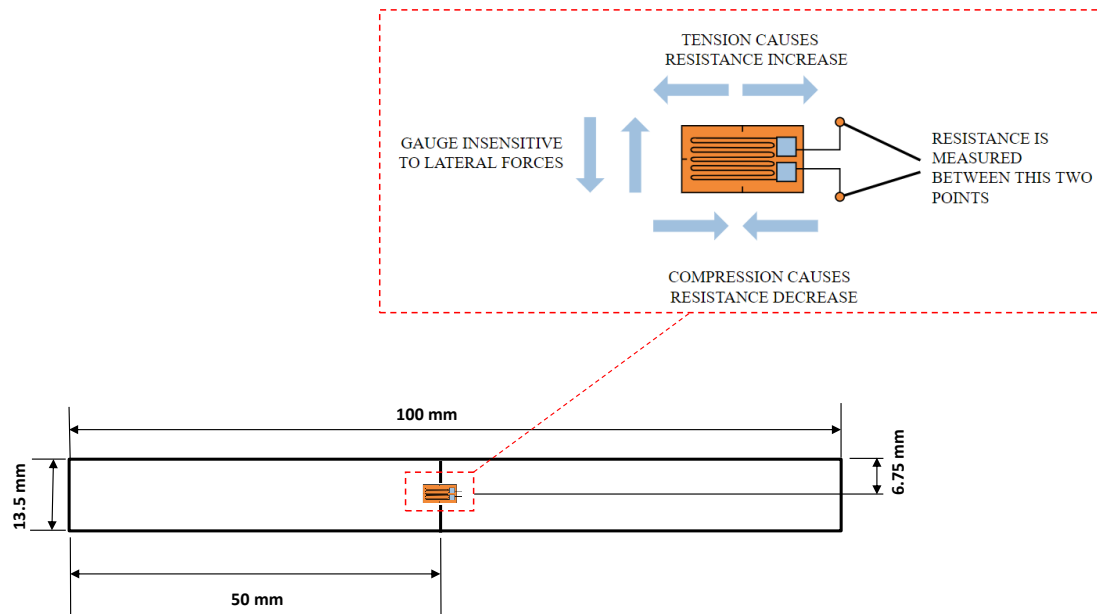 TENSION CAUSES
RESISTANCE INCREASE
GAUGE INSENSITIVE
TO LATERAL FORCES
RESISTANCE IS
MEASURED
BETWEEN THIS TWO
POINTS
COMPRESSION CAUSES
RESISTANCE DECREASE
100 mm
13.5 mm
6.75 mm
50 mm